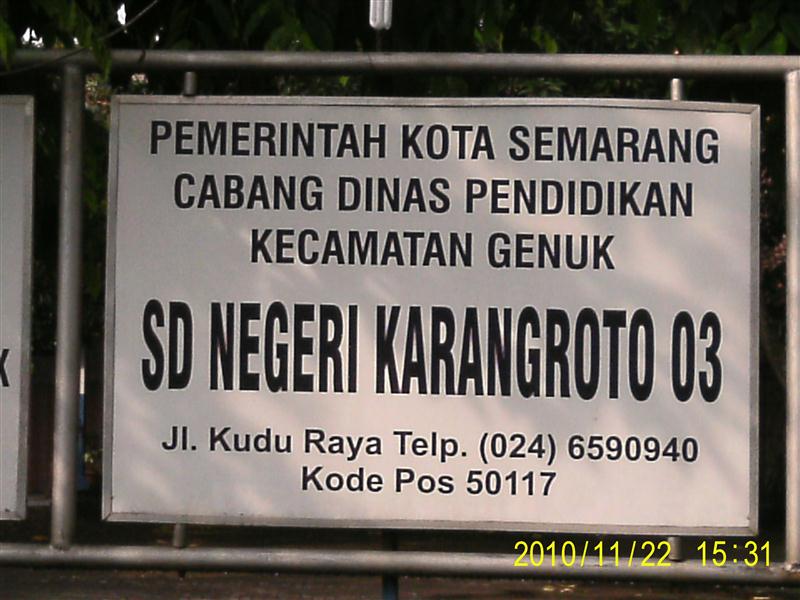 PEMERINTAH KOTA SEMARANG
CABANG DINAS PENDIDIKAN
KECAMATAN GENUK
SD NEGERI KARANGROTO 03
Jl. Kudu Raya Telp. (024) 6590940
Kode Pos 50117
2010/11/22 15:31